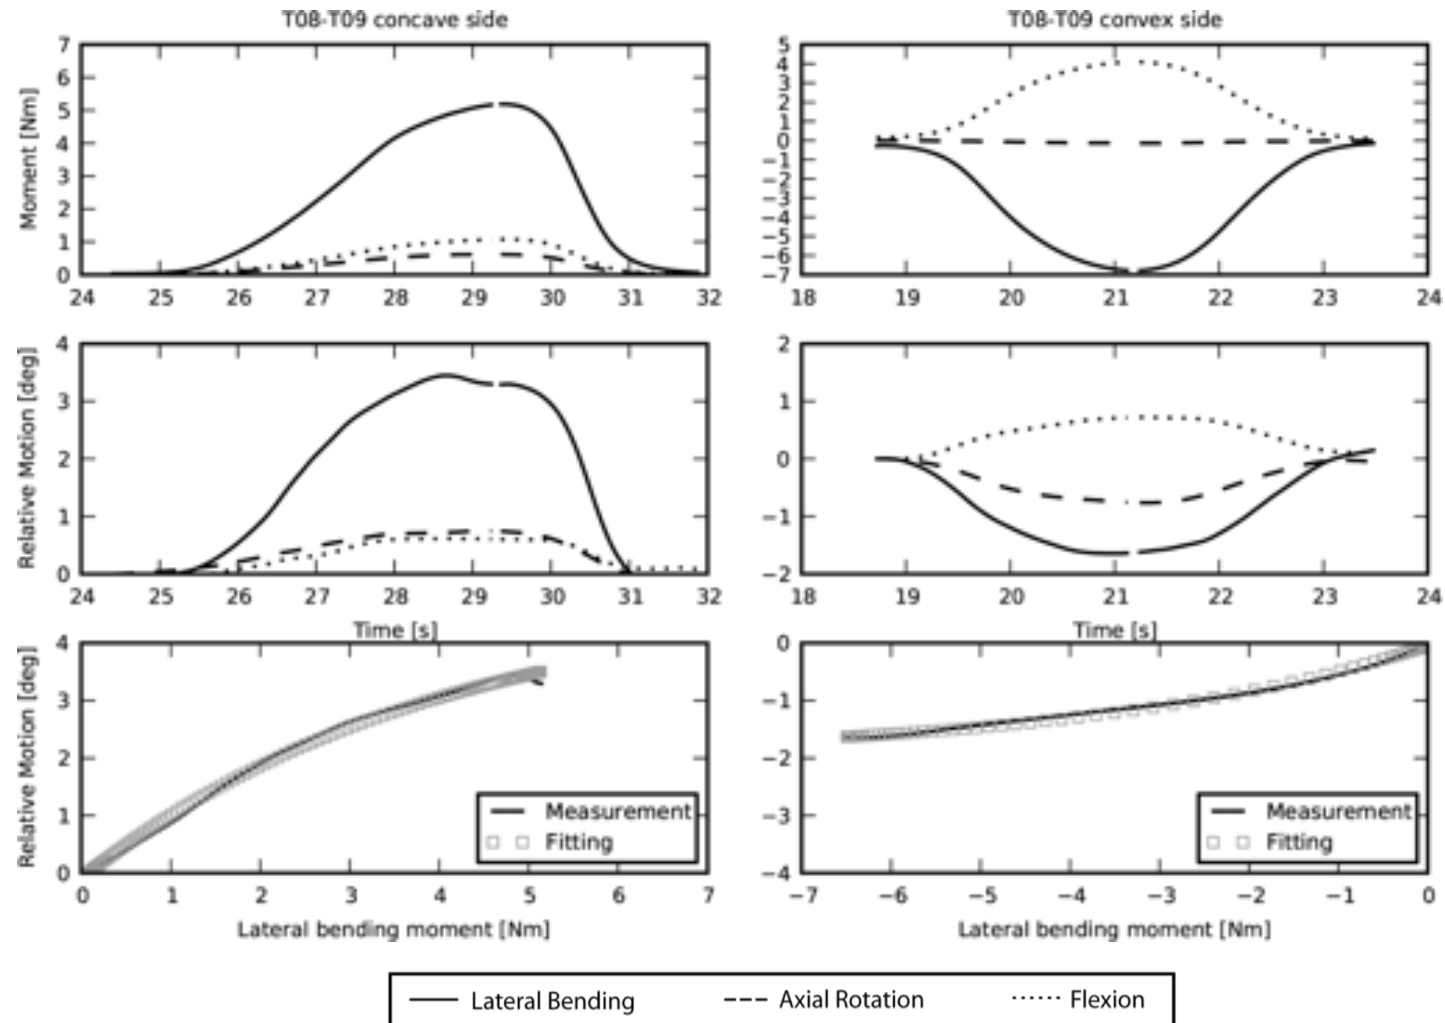 T08-T09 concave side
T08-T09 convex side
Moment [Nm]
7
6
5
4
3
2
1
0
24 25 26 27 28 29 30 31 32
5
4
3
2
1
0
−1
−2
−3
−4
−5
−6
−7
18 19 20 21 22 23 24
Relative Motion [deg]
4
3
2
1
0
24 25 26 27 28 29 30 31 32
Time [s]
2
1
0
−1
−2
18 19 20 21 22 23 24
Time [s]
Relative Motion [deg]
4
3
2
1
0
0 1 2 3 4 5 6 7
Measurement
Fitting
Lateral bending moment [Nm]
0
−1
−2
−3
−4
−7 −6 −5 −4 −3 −2 −1 0
Measurement
Fitting
Lateral bending moment [Nm]
Lateral Bending Axial Rotation Flexion